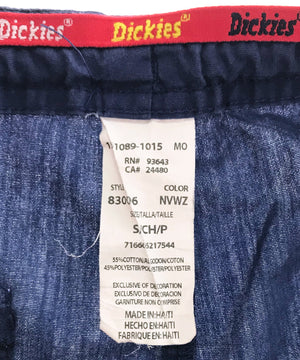 Dickies® Dickies® Dickies
1089-1015 MO
RN# 93643
CA# 24480
STYLE COLOR
83006 NVWZ
SIZE/TALLA/TAILLE
S/CH/P
716606217544
55%COTTON/ALGODON/COTON
45%POLYESTER/POLIESTER/POLYESTER
EXCLUSIVE OF DECORATION
EXCLUSIVO DE DECORACION
GARNITURE NON COMPRISE
MADE IN:HAITI
HECHO EN:HAITI
FABRIQUE EN:HAITI